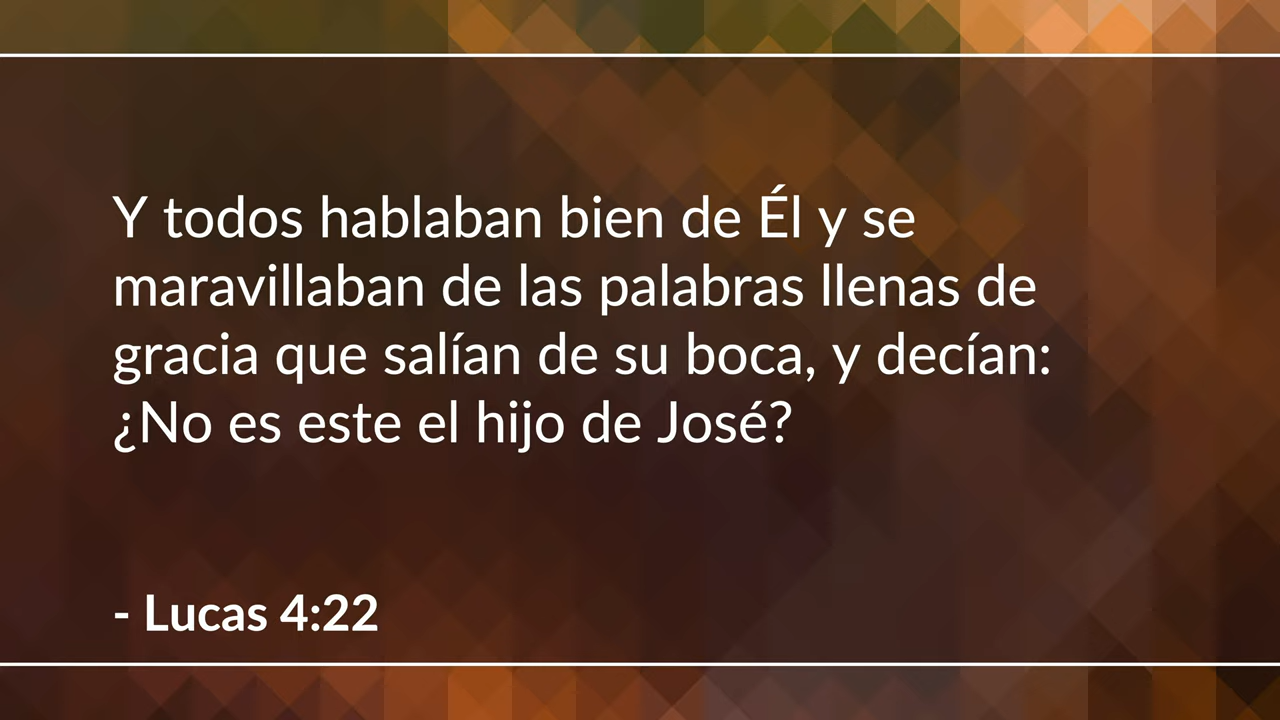 Y todos hablaban bien de Él y se
maravillaban de las palabras llenas de
gracia que salían de su boca, y decían:
¿No es este el hijo de José?
- Lucas 4:22